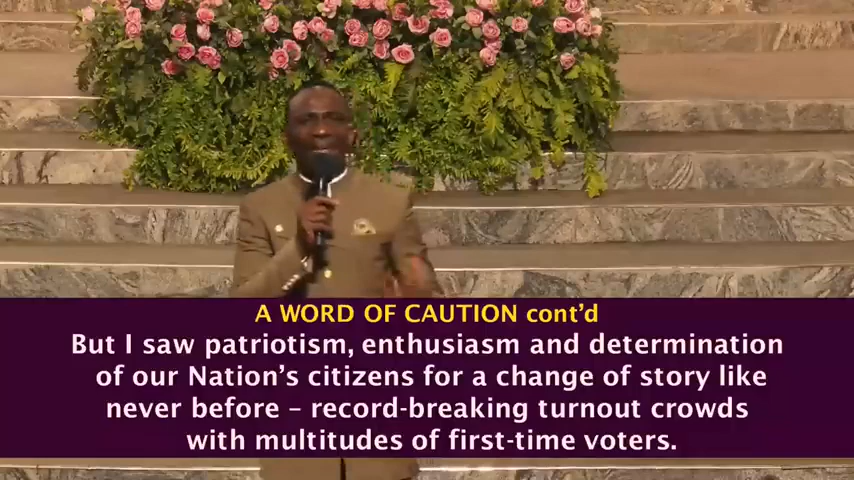 A WORD OF CAUTION cont’d
But I saw patriotism, enthusiasm and determination
of our Nation’s citizens for a change of story like
never before – record-breaking turnout crowds
with multitudes of first-time voters.